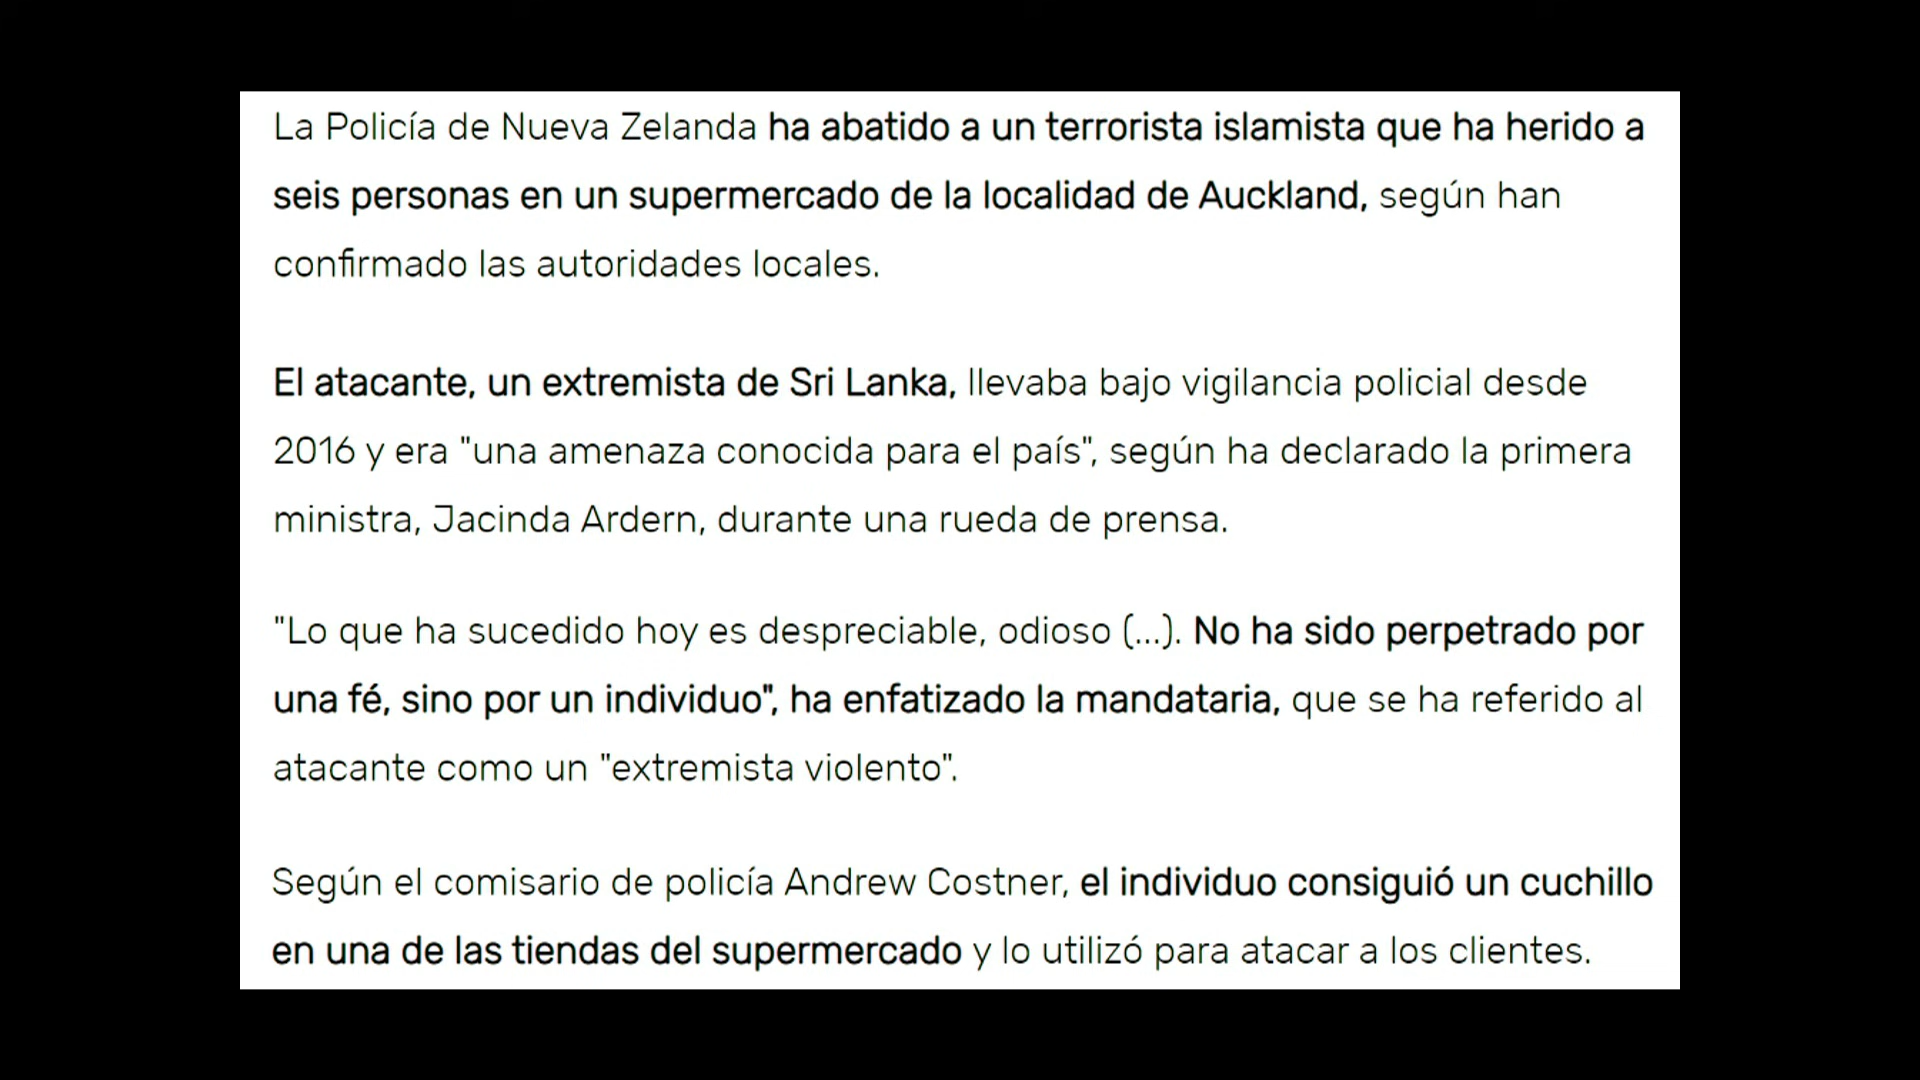 La Policía de Nueva Zelanda ha abatido a un terrorista islamista que ha herido a
seis personas en un supermercado de la localidad de Auckland, según han
confirmado las autoridades locales.
El atacante, un extremista de Sri Lanka, llevaba bajo vigilancia policial desde
2016 y era "una amenaza conocida para el país", según ha declarado la primera
ministra, Jacinda Ardern, durante una rueda de prensa.
"Lo que ha sucedido hoy es despreciable, odioso (...). No ha sido perpetrado por
una fé, sino por un individuo", ha enfatizado la mandataria, que se ha referido al
atacante como un "extremista violento".
Según el comisario de policía Andrew Costner, el individuo consiguió un cuchillo
en una de las tiendas del supermercado y lo utilizó para atacar a los clientes.